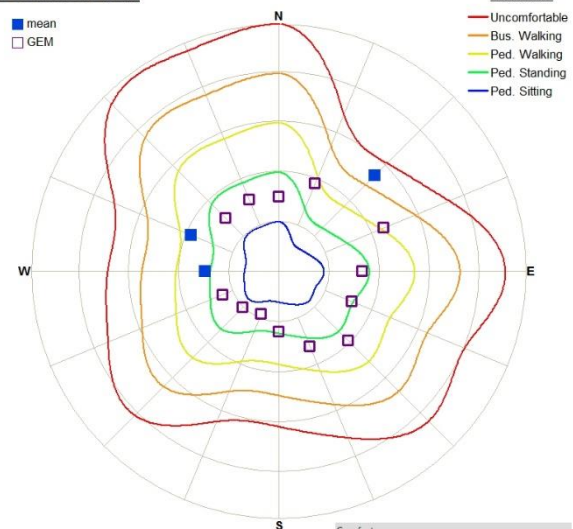 N
mean
GEM
Uncomfortable
Bus. Walking
Ped. Walking
Ped. Standing
Ped. Sitting
W
E
S